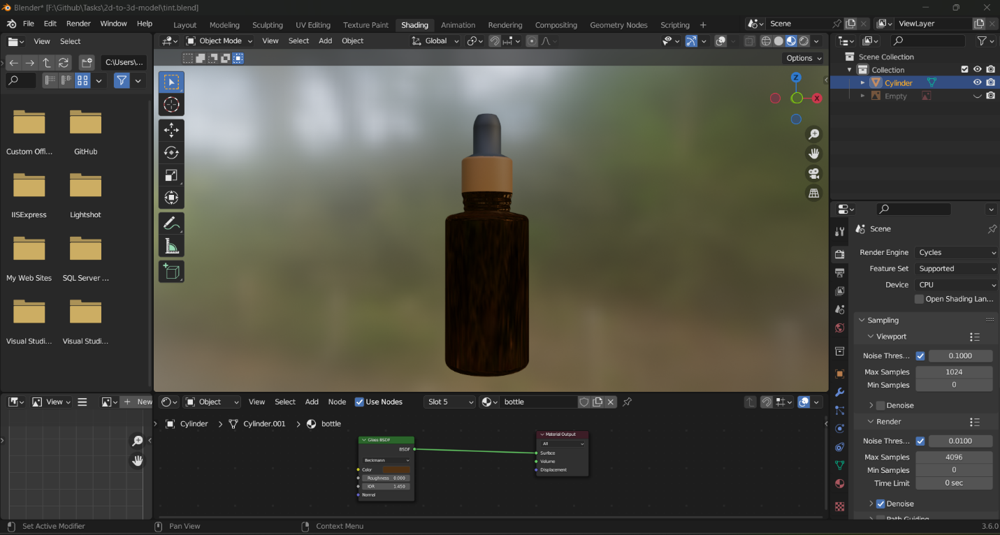 Blender* [F:\Github\Tasks\2d-to-3d-model\tint.blend]
File Edit Render Window Help Layout Modeling Sculpting UV Editing Texture Paint Shading Animation Rendering Compositing Geometry Nodes Scripting + Scene ViewLayer
View Select
C:\Users\...
Custom Offi... GitHub
IISExpress Lightshot
My Web Sites SQL Server ...
Visual Studi... Visual Studi...
Object Mode View Select Add Object Global
Options
Z
X
Scene Collection
Collection
Cylinder
Empty
Scene
Render Engine Cycles
Feature Set Supported
Device CPU
Open Shading Lan...
Sampling
Viewport
Noise Thres... 0.1000
Max Samples 1024
Min Samples 0
Denoise
Render
Noise Thres... 0.0100
Max Samples 4096
Min Samples 0
Time Limit 0 sec
Denoise
Path Guiding
View + New
Object View Select Add Node Use Nodes Slot 5 bottle
Cylinder > Cylinder.001 > bottle
Glass BSDF
BSDF
Beckmann
Color
Roughness 0.000
IOR 1.450
Normal
Material Output
All
Surface
Volume
Displacement
Set Active Modifier Pan View Context Menu 3.6.0